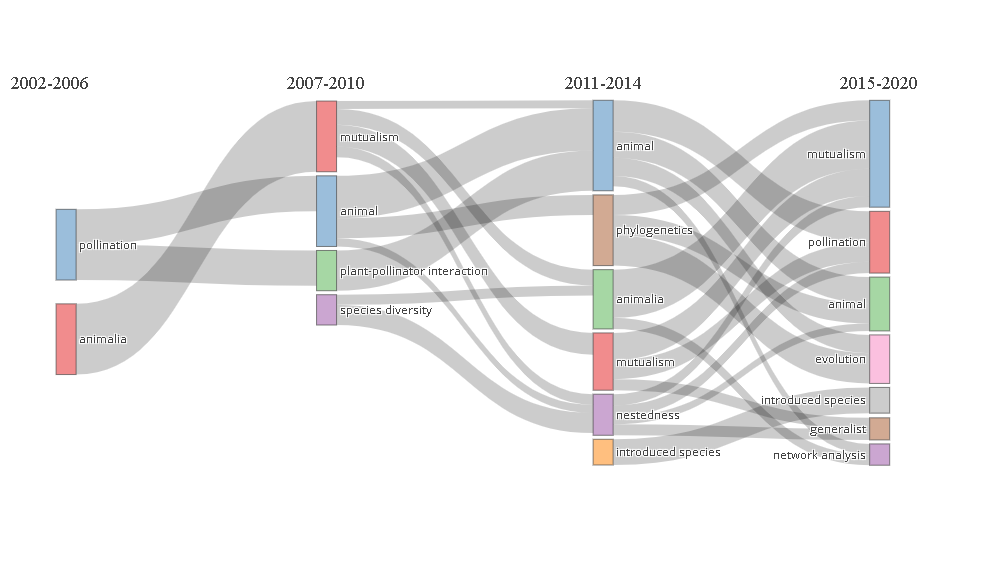 2002-2006
2007-2010
2011-2014
2015-2020
pollination
animalia
mutualism
animal
plant-pollinator interaction
species diversity
animal
phylogenetics
animalia
mutualism
nestedness
introduced species
mutualism
pollination
animal
evolution
introduced species
generalist
network analysis